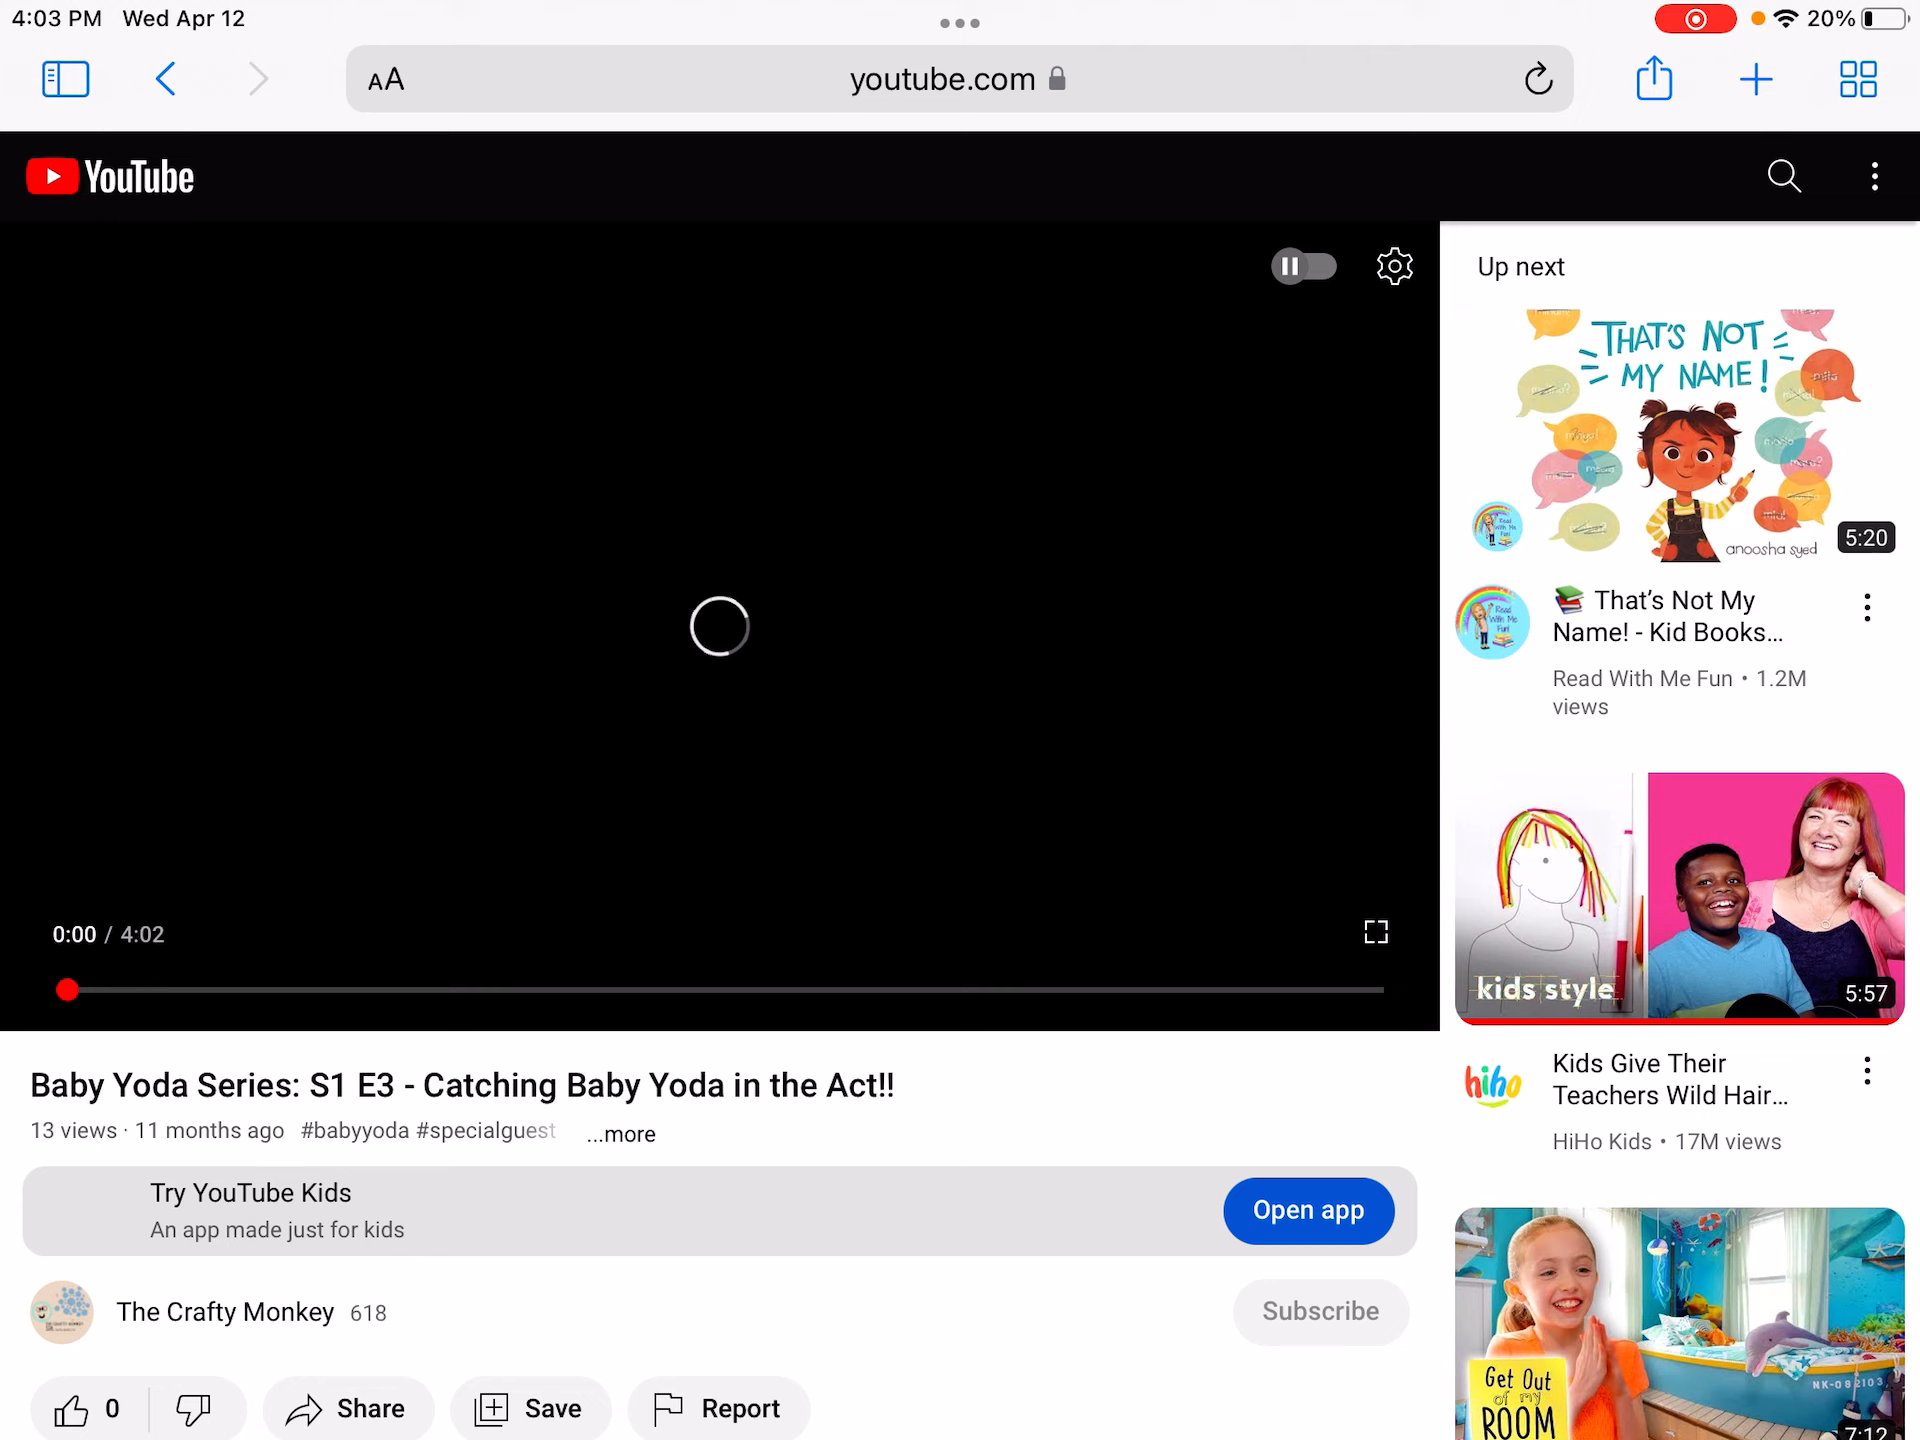 4:03 PM Wed Apr 12
20%
AA
youtube.com
YouTube
Up next
THAT'S NOT
MY NAME!
anoosha syed
5:20
📚 That's Not My
Name! - Kid Books...
Read With Me Fun • 1.2M
views
kids style
5:57
hiho
Kids Give Their
Teachers Wild Hair...
HiHo Kids • 17M views
Get Out
of my
ROOM
NK-082103
7:12
0:00 / 4:02
Baby Yoda Series: S1 E3 - Catching Baby Yoda in the Act!!
13 views · 11 months ago #babyyoda #specialguest ...more
Try YouTube Kids
An app made just for kids
Open app
The Crafty Monkey 618
Subscribe
0
Share
Save
Report